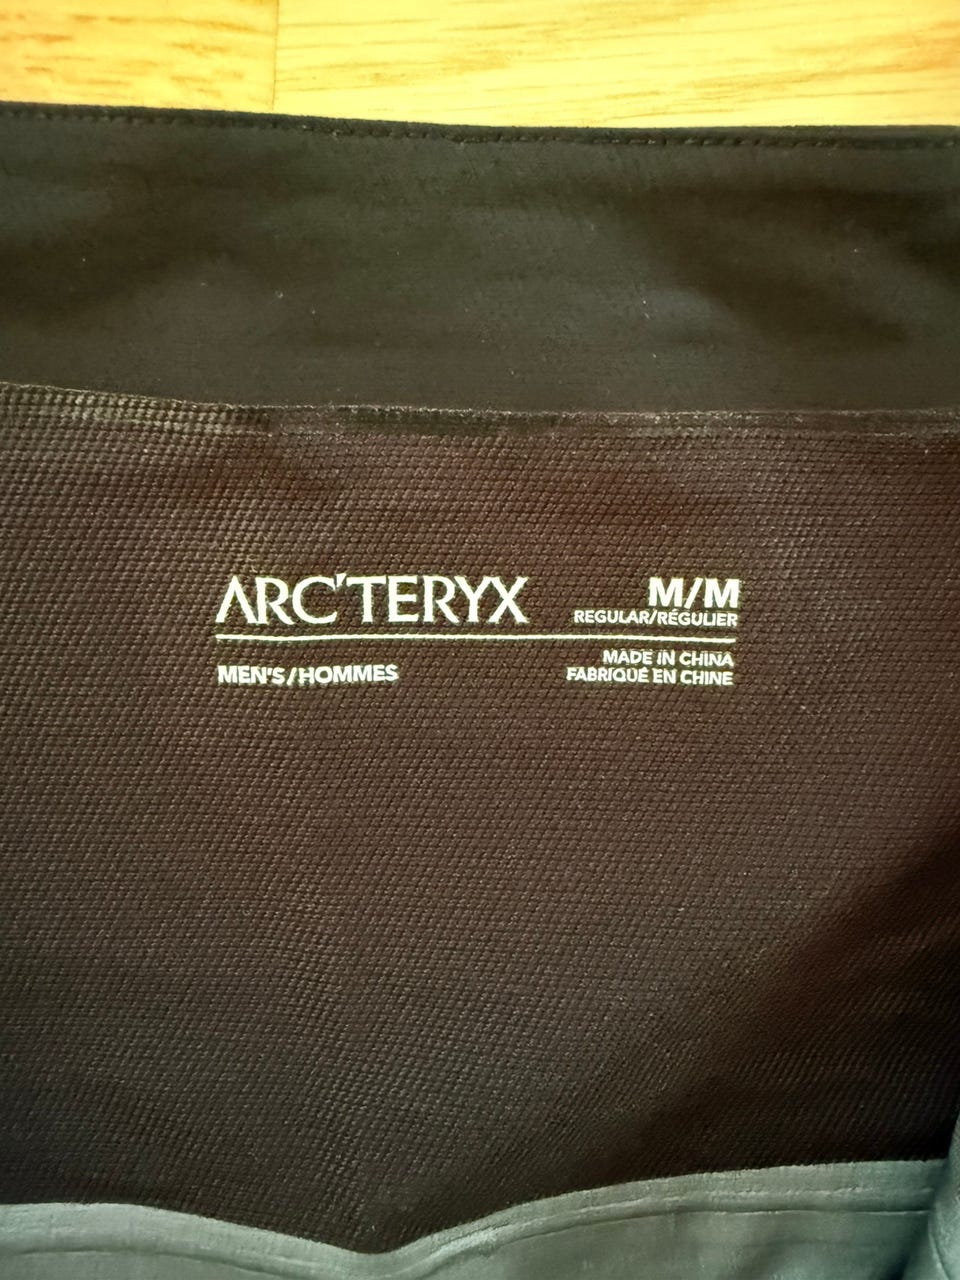 ARC'TERYX
M/M
REGULAR/RÉGULIER
MEN'S/HOMMES
MADE IN CHINA
FABRIQUÉ EN CHINE